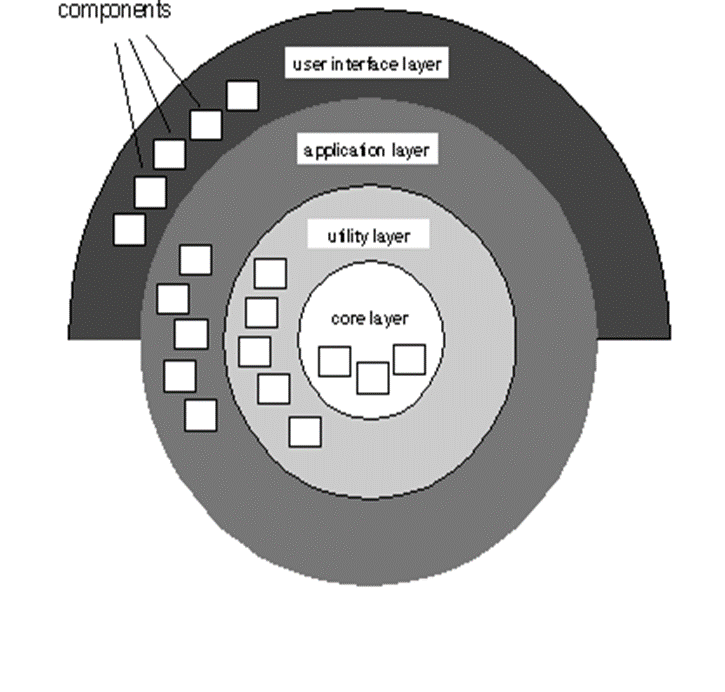 components
user interface layer
application layer
utility layer
core layer